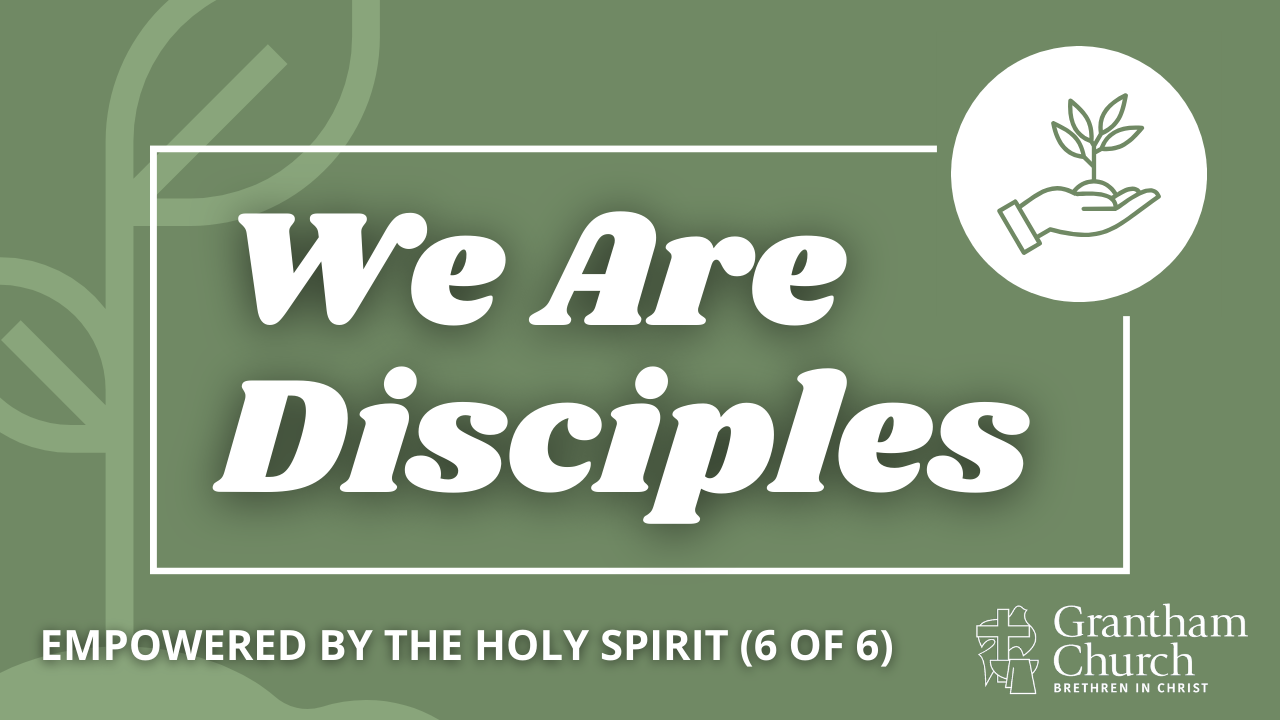 We Are
Disciples
EMPOWERED BY THE HOLY SPIRIT (6 OF 6)
Grantham
Church
BRETHREN IN CHRIST